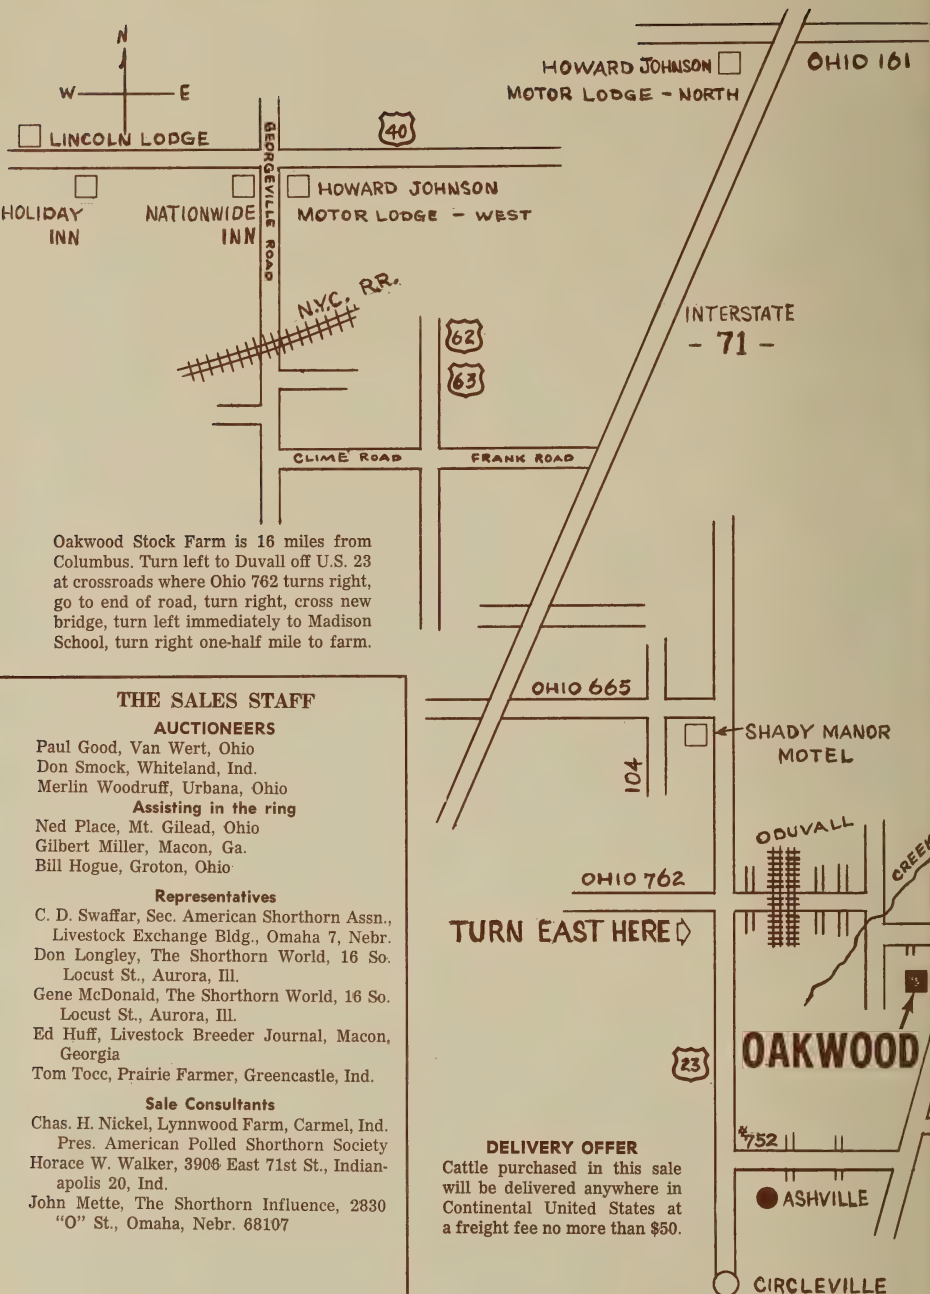 N
W E
LINCOLN LODGE
40
HOWARD JOHNSON
MOTOR LODGE - NORTH
OHIO 161
GEORGEVILLE ROAD
HOLIDAY
INN
NATIONWIDE
INN
HOWARD JOHNSON
MOTOR LODGE - WEST
N.Y.C. R.R.
62
63
INTERSTATE
- 71 -
CLIME ROAD
FRANK ROAD
Oakwood Stock Farm is 16 miles from
Columbus. Turn left to Duvall off U.S. 23
at crossroads where Ohio 762 turns right,
go to end of road, turn right, cross new
bridge, turn left immediately to Madison
School, turn right one-half mile to farm.
THE SALES STAFF
AUCTIONEERS
Paul Good, Van Wert, Ohio
Don Smock, Whiteland, Ind.
Merlin Woodruff, Urbana, Ohio
Assisting in the ring
Ned Place, Mt. Gilead, Ohio
Gilbert Miller, Macon, Ga.
Bill Hogue, Groton, Ohio
Representatives
C. D. Swaffar, Sec. American Shorthorn Assn.,
Livestock Exchange Bldg., Omaha 7, Nebr.
Don Longley, The Shorthorn World, 16 So.
Locust St., Aurora, Ill.
Gene McDonald, The Shorthorn World, 16 So.
Locust St., Aurora, Ill.
Ed Huff, Livestock Breeder Journal, Macon,
Georgia
Tom Tocc, Prairie Farmer, Greencastle, Ind.
Sale Consultants
Chas. H. Nickel, Lynnwood Farm, Carmel, Ind.
Pres. American Polled Shorthorn Society
Horace W. Walker, 3906 East 71st St., Indian-
apolis 20, Ind.
John Mette, The Shorthorn Influence, 2830
"O" St., Omaha, Nebr. 68107
OHIO 665
SHADY MANOR
MOTEL
104
O DUVALL
CREEK
OHIO 762
TURN EAST HERE
OAKWOOD
23
#752
ASHVILLE
DELIVERY OFFER
Cattle purchased in this sale
will be delivered anywhere in
Continental United States at
a freight fee no more than $50.
CIRCLEVILLE